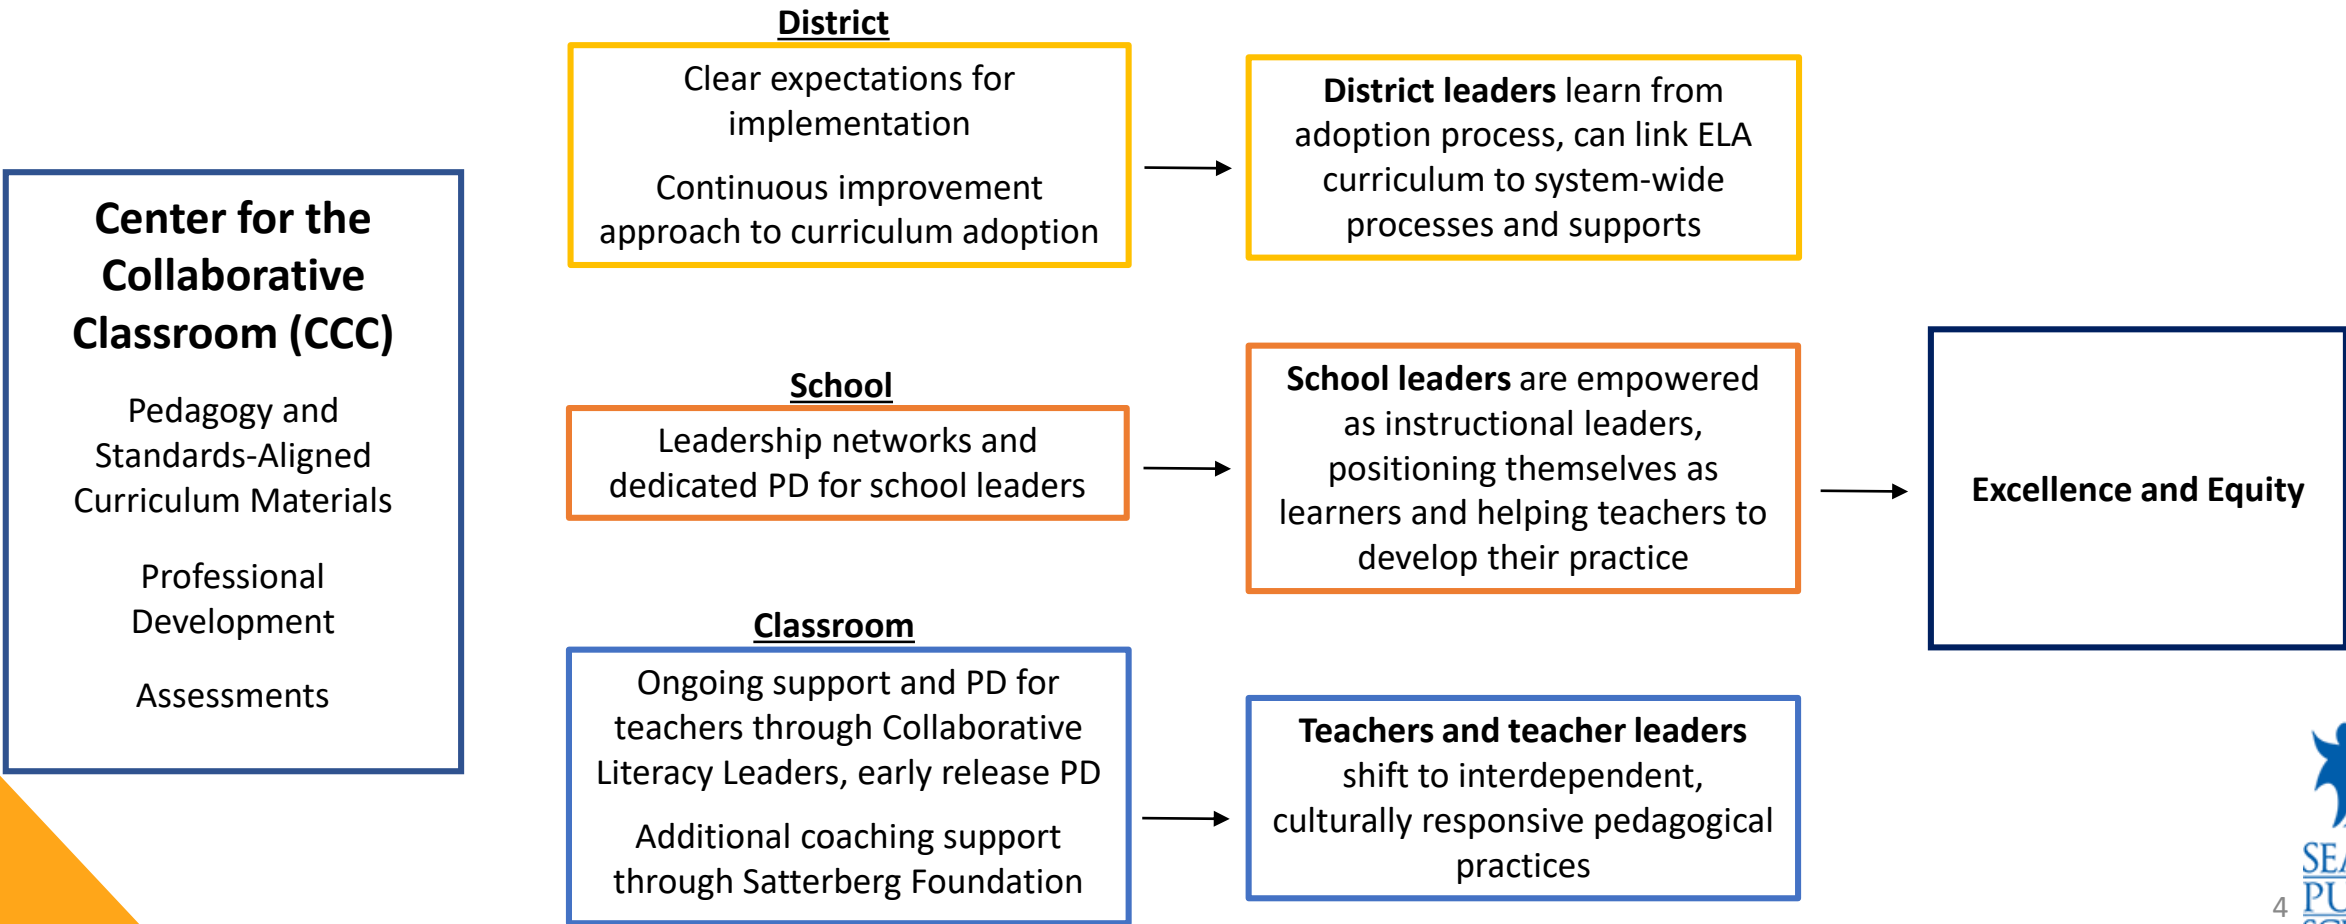 Center for the
Collaborative
Classroom (CCC)
Pedagogy and
Standards-Aligned
Curriculum Materials
Professional
Development
Assessments
District
Clear expectations for
implementation
Continuous improvement
approach to curriculum adoption
District leaders learn from
adoption process, can link ELA
curriculum to system-wide
processes and supports
School
Leadership networks and
dedicated PD for school leaders
School leaders are empowered
as instructional leaders,
positioning themselves as
learners and helping teachers to
develop their practice
Classroom
Ongoing support and PD for
teachers through Collaborative
Literacy Leaders, early release PD
Additional coaching support
through Satterberg Foundation
Teachers and teacher leaders
shift to interdependent,
culturally responsive pedagogical
practices
Excellence and Equity
4